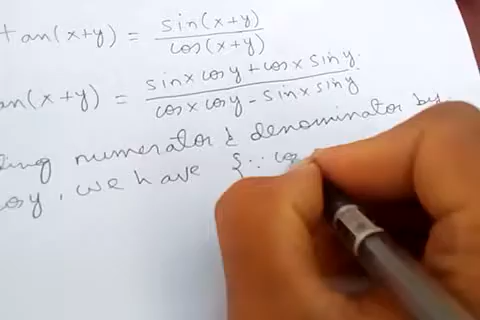 tan(x+y) = sin(x+y) / cos(x+y)
an(x+y) = sinx cosy + cosx siny / cosx cosy - sinx siny
ding numerator & denominator by
osy, we have {∵ cos